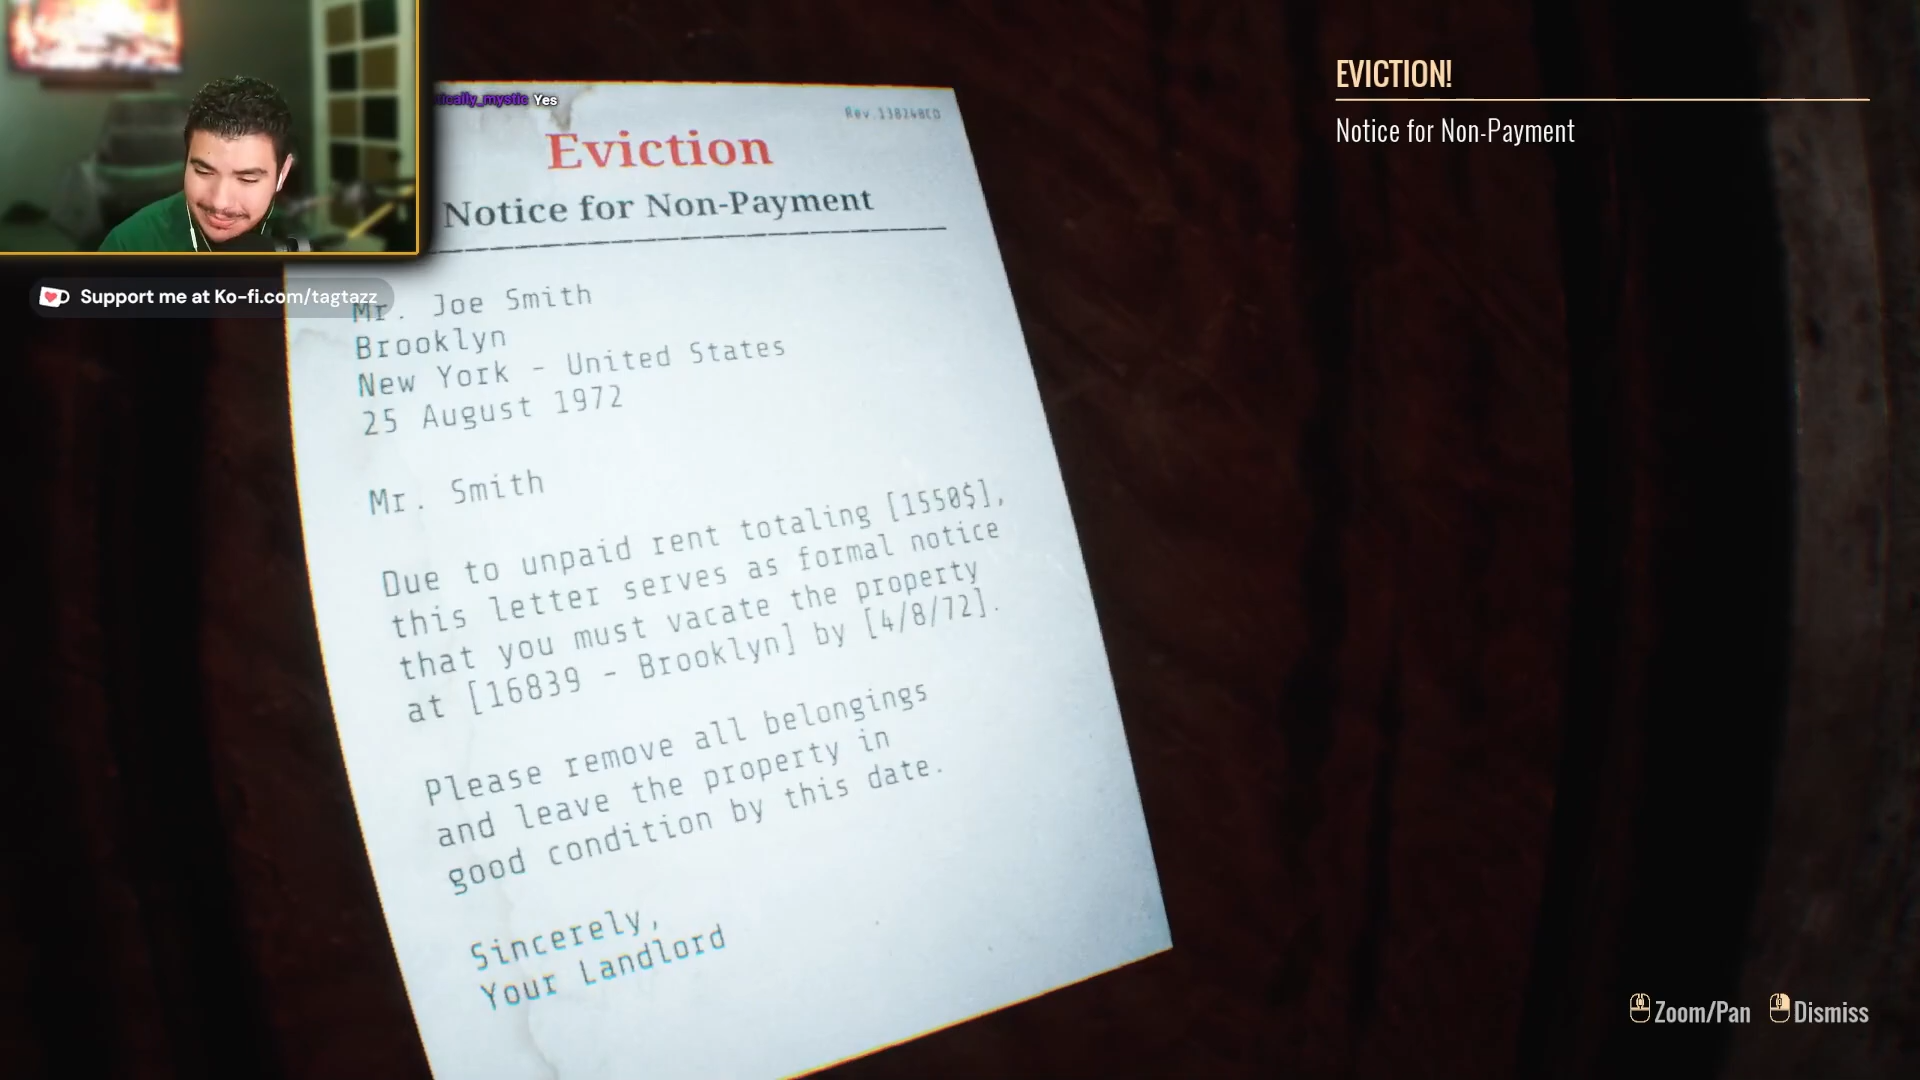 EVICTION!
Notice for Non-Payment
Yes
Eviction
Notice for Non-Payment
Support me at Ko-fi.com/tagtazz
Mr. Joe Smith
Brooklyn
New York - United States
25 August 1972
Mr. Smith
Due to unpaid rent totaling [1550$],
this letter serves as formal notice
that you must vacate the property
at [16839 - Brooklyn] by [4/8/72].
Please remove all belongings
and leave the property in
good condition by this date.
Sincerely,
Your Landlord
Zoom/Pan
Dismiss